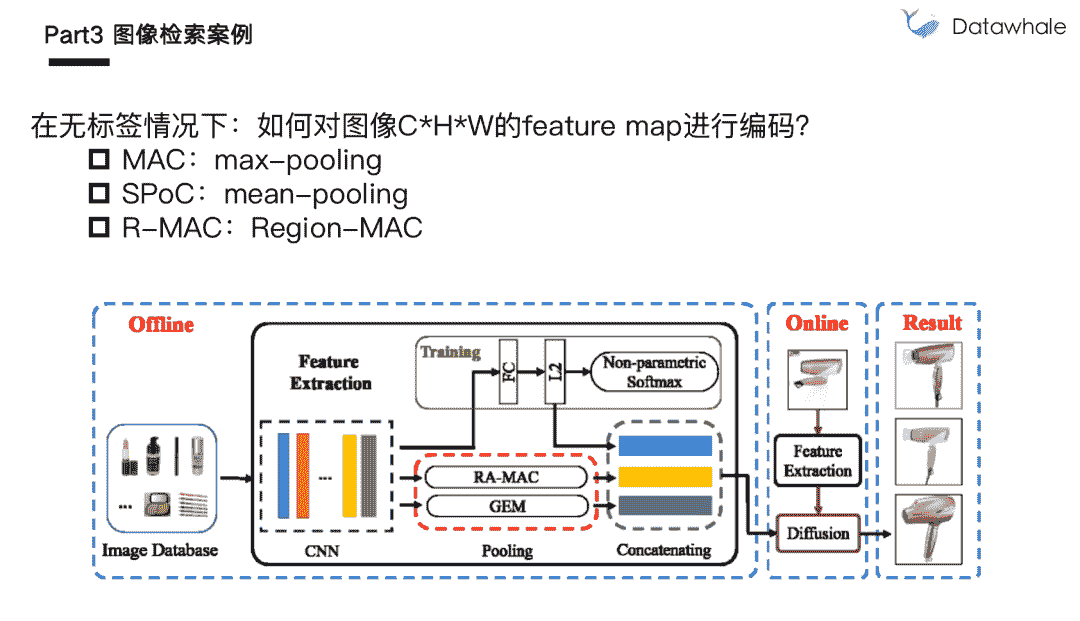 Part3 图像检索案例
Datawhale
在无标签情况下：如何对图像C*H*W的feature map进行编码？
MAC：max-pooling
SPoC：mean-pooling
R-MAC：Region-MAC
Offline
Online
Result
Feature
Extraction
Training
FC
L2
Non-parametric
Softmax
...
RA-MAC
GEM
...
Image Database
CNN
Pooling
Concatenating
Feature
Extraction
Diffusion